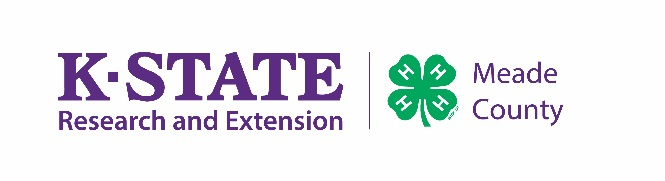 K-STATE
Research and Extension
H H
H H
Meade
County